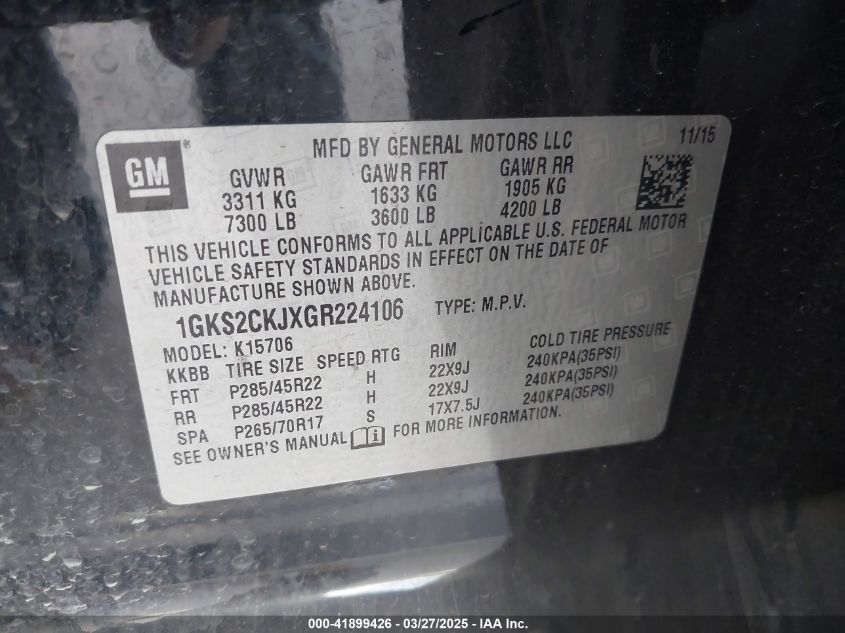 GM ® MFD BY GENERAL MOTORS LLC 11/15
GVWR GAWR FRT GAWR RR
3311 KG 1633 KG 1905 KG
7300 LB 3600 LB 4200 LB
THIS VEHICLE CONFORMS TO ALL APPLICABLE U.S. FEDERAL MOTOR
VEHICLE SAFETY STANDARDS IN EFFECT ON THE DATE OF
MANUFACTURE SHOWN ABOVE.
1GKS2CKJXGR224106 TYPE: M.P.V.
MODEL: K15706
KKBB TIRE SIZE SPEED RTG RIM COLD TIRE PRESSURE
FRT P285/45R22 H 22X9J 240KPA(35PSI)
RR P285/45R22 H 22X9J 240KPA(35PSI)
SPA P265/70R17 S 17X7.5J 240KPA(35PSI)
SEE OWNER'S MANUAL FOR MORE INFORMATION.
000-41899426 - 03/27/2025 - IAA Inc.